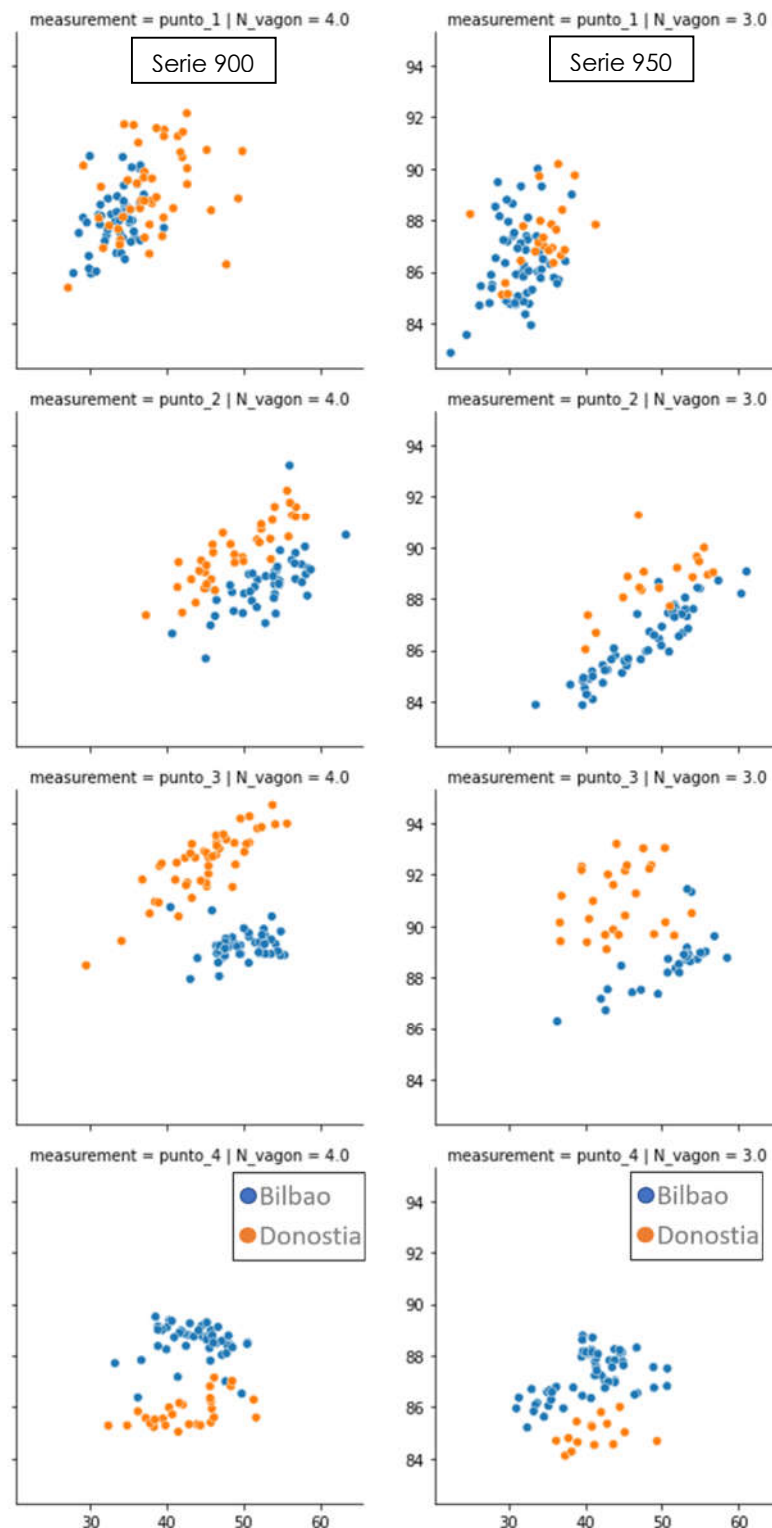 measurement = punto_1 | N_vagon = 4.0
measurement = punto_1 | N_vagon = 3.0
Serie 900
Serie 950
94
92
90
88
86
84
measurement = punto_2 | N_vagon = 4.0
measurement = punto_2 | N_vagon = 3.0
94
92
90
88
86
84
measurement = punto_3 | N_vagon = 4.0
measurement = punto_3 | N_vagon = 3.0
94
92
90
88
86
84
measurement = punto_4 | N_vagon = 4.0
measurement = punto_4 | N_vagon = 3.0
Bilbao
Donostia
Bilbao
Donostia
94
92
90
88
86
84
30 40 50 60
30 40 50 60